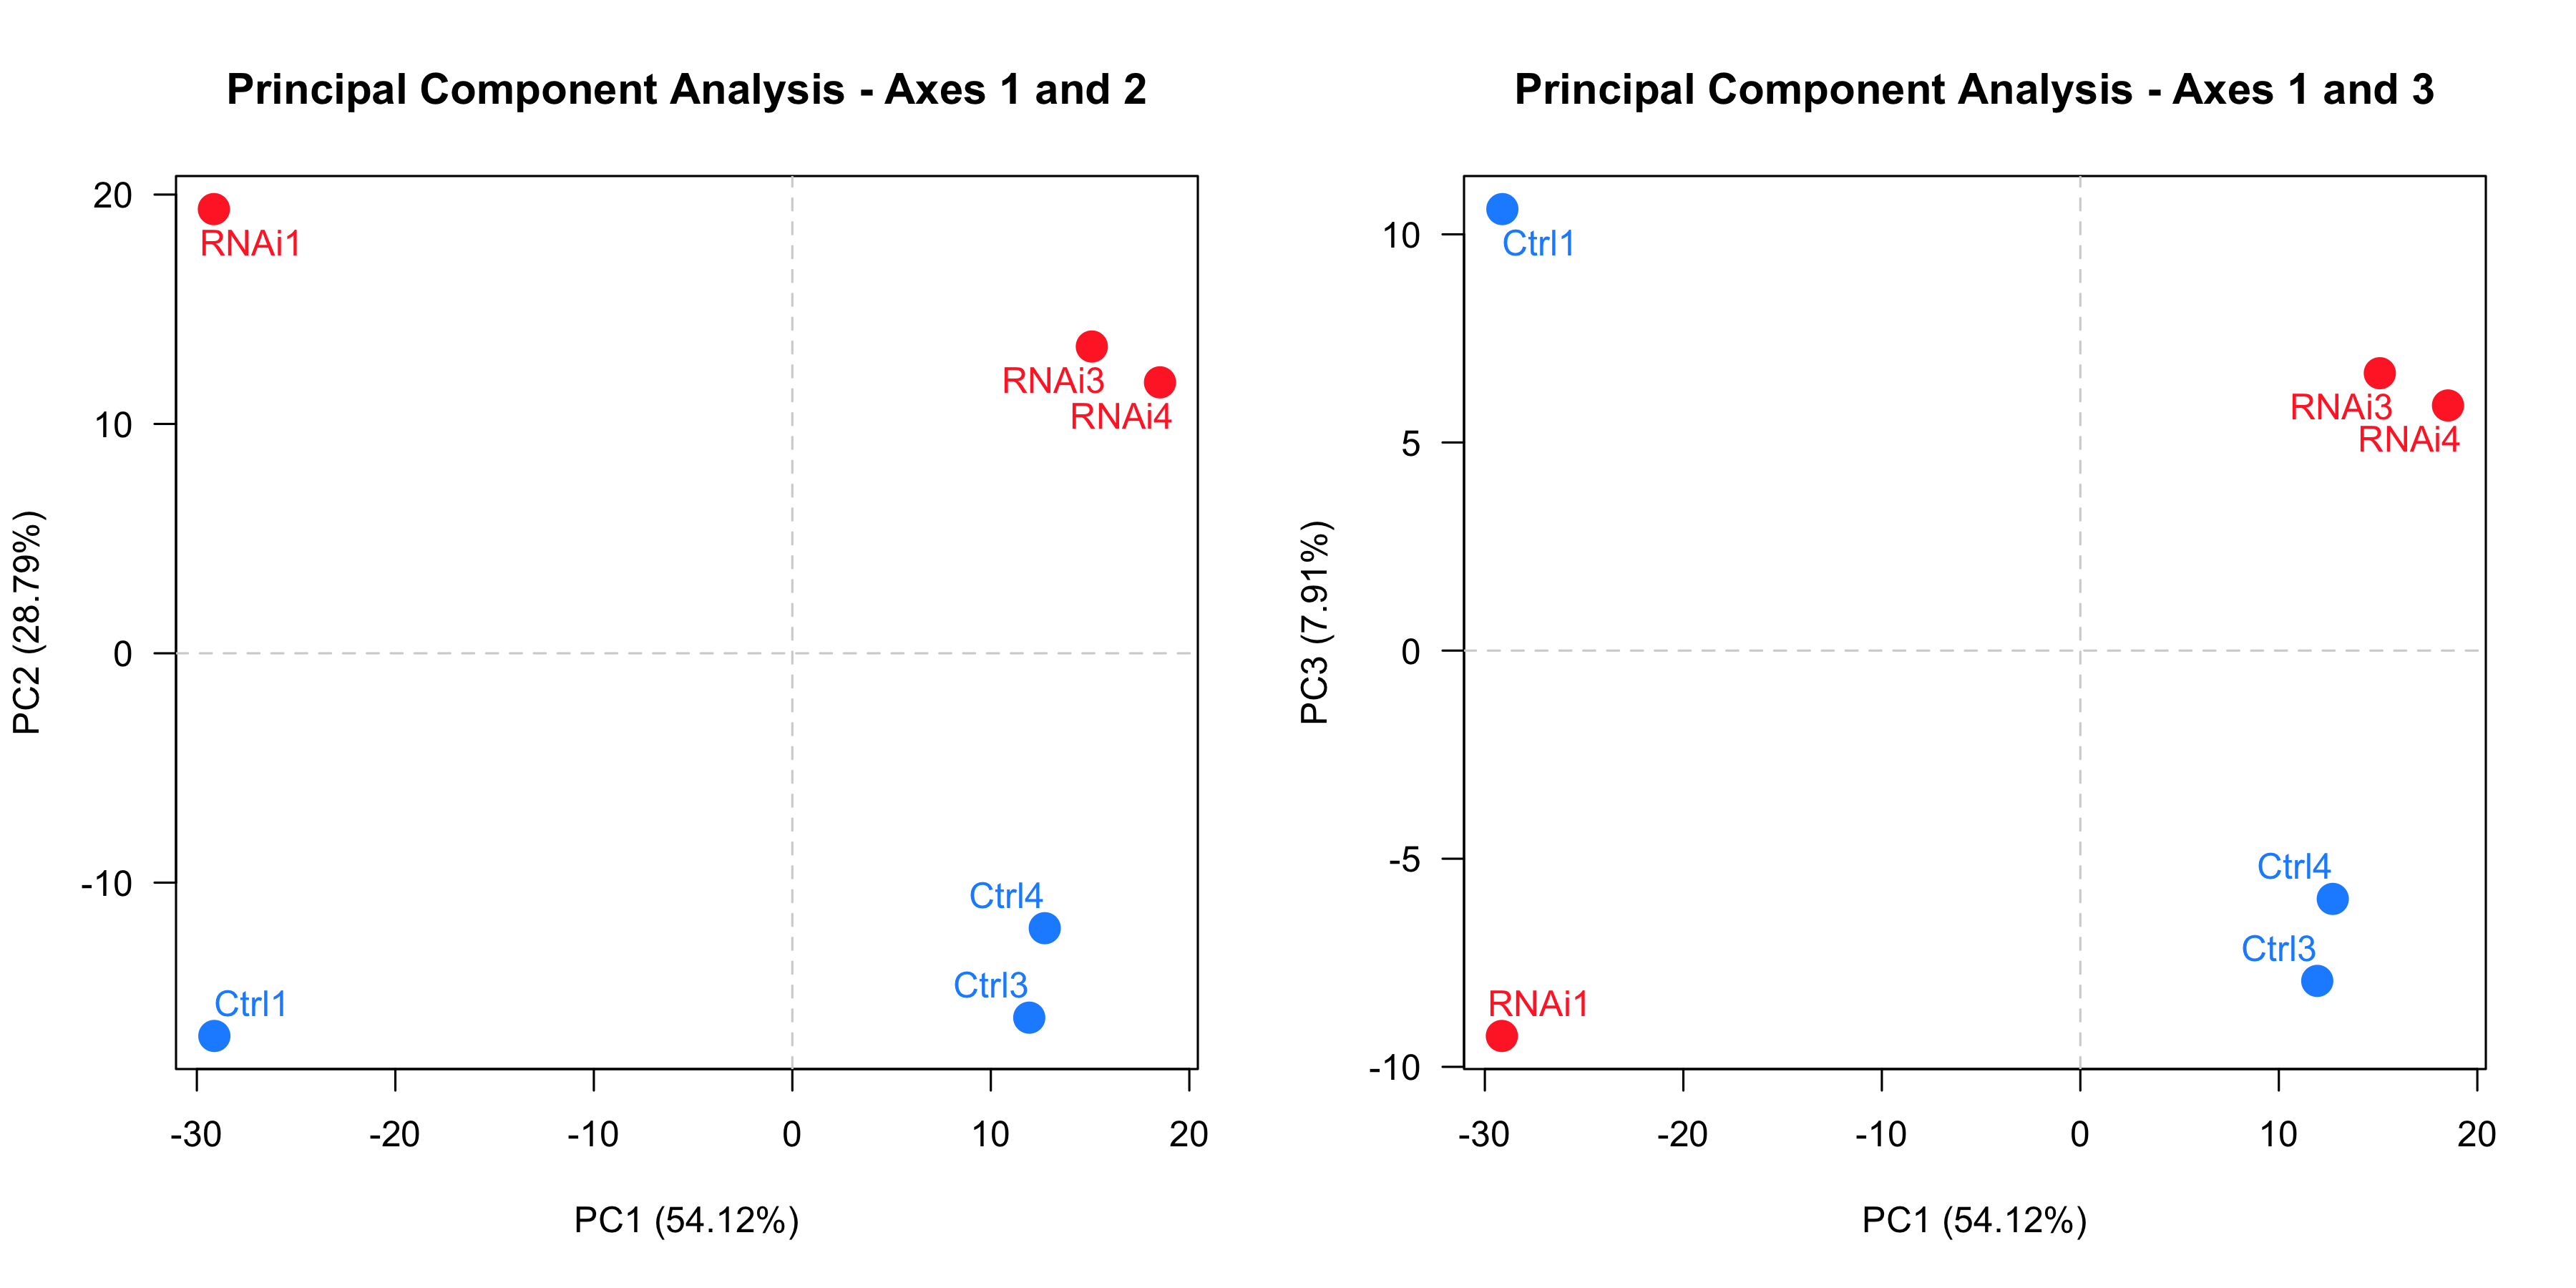 Principal Component Analysis - Axes 1 and 2
20
10
0
-10
PC2 (28.79%)
RNAi1
RNAi3
RNAi4
Ctrl4
Ctrl3
Ctrl1
-30 -20 -10 0 10 20
PC1 (54.12%)
Principal Component Analysis - Axes 1 and 3
10
5
0
-5
-10
PC3 (7.91%)
Ctrl1
RNAi3
RNAi4
Ctrl4
Ctrl3
RNAi1
-30 -20 -10 0 10 20
PC1 (54.12%)